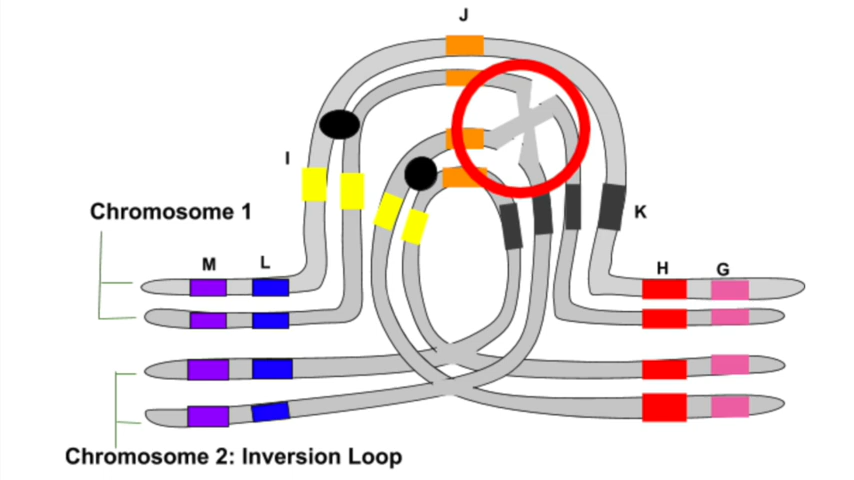 J
I
Chromosome 1
K
M L
H G
Chromosome 2: Inversion Loop